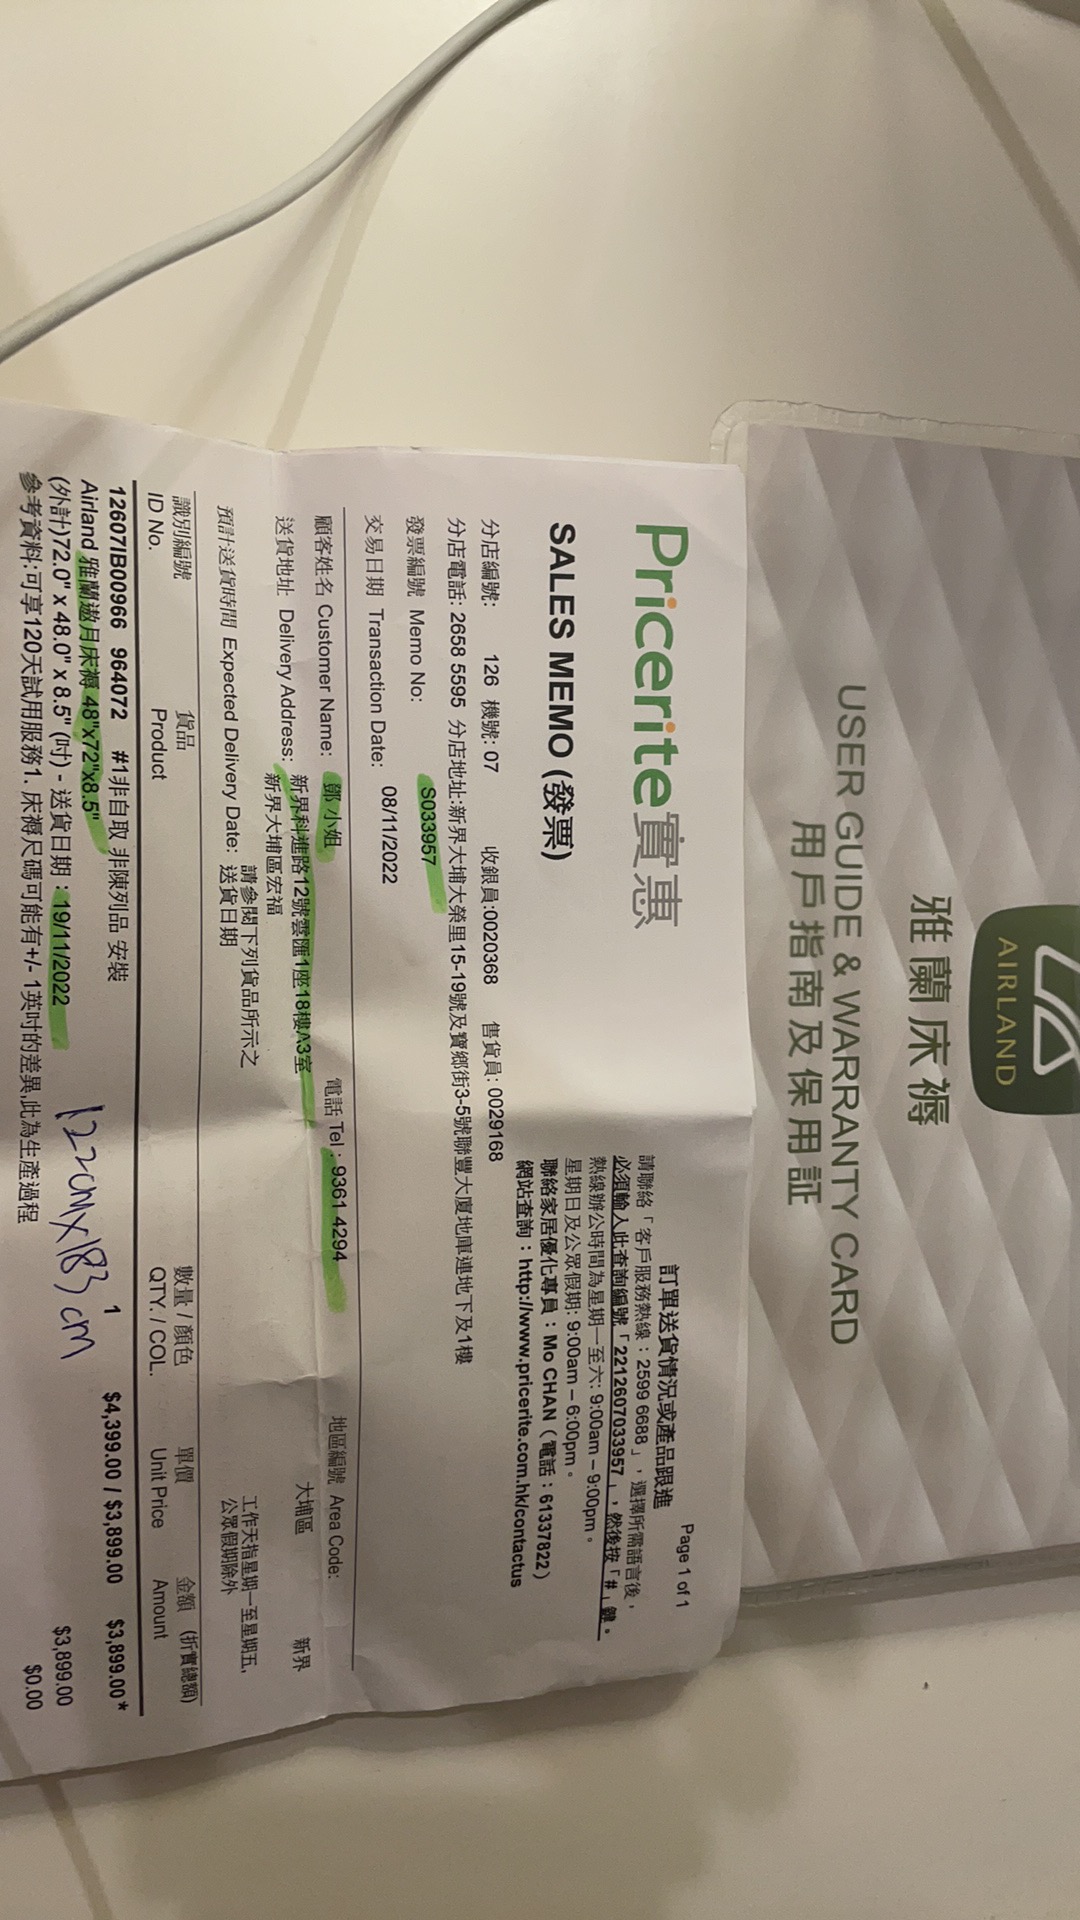 AIRLAND
雅蘭床褥
USER GUIDE & WARRANTY CARD
用戶指南及保用証
Pricerite實惠
Page 1 of 1
SALES MEMO (發票)
訂單送貨情況或產品跟進
請聯絡「客戶服務熱線：2599 6688」，選擇所需語言後，
必須輸入此查詢編號「2212607033957」，然後按「#」鍵。
熱線辦公時間為星期一至六: 9:00am – 9:00pm。
星期日及公眾假期: 9:00am – 6:00pm。
聯絡家居優化專員：Mo CHAN（電話：61337822）
網站查詢：http://www.pricerite.com.hk/contactus
分店編號: 126 機號: 07 收銀員:0020368 售貨員: 0029168
分店電話: 2658 5595 分店地址:新界大埔大榮里15-19號及寶鄉街3-5號聯豐大廈地庫連地下及1樓
發票編號 Memo No: S033957
交易日期 Transaction Date: 08/11/2022
顧客姓名 Customer Name: 鄧 小姐 電話 Tel : 9361 4294 地區編號 Area Code:
送貨地址 Delivery Address: 新界科進路12號雲匯1座18樓A3室 大埔區 新界
新界大埔區宏福
預計送貨時間 Expected Delivery Date: 請參閱下列貨品所示之 工作天指星期一至星期五,
送貨日期 公眾假期除外
識別編號 貨品 數量 / 顏色 單價 金額 (折實總額)
ID No. Product QTY. / COL. Unit Price Amount
12607IB00966 964072 #1非自取 非陳列品 安裝 1 $4,399.00 / $3,899.00 $3,899.00*
Airland 雅蘭遨月床褥 48"x72"x8.5"
122cm x 183 cm
(外計)72.0" x 48.0" x 8.5" (吋) - 送貨日期 : 19/11/2022 $3,899.00
參考資料:可享120天試用服務1. 床褥尺碼可能有+/- 1英吋的差異,此為生產過程 $0.00